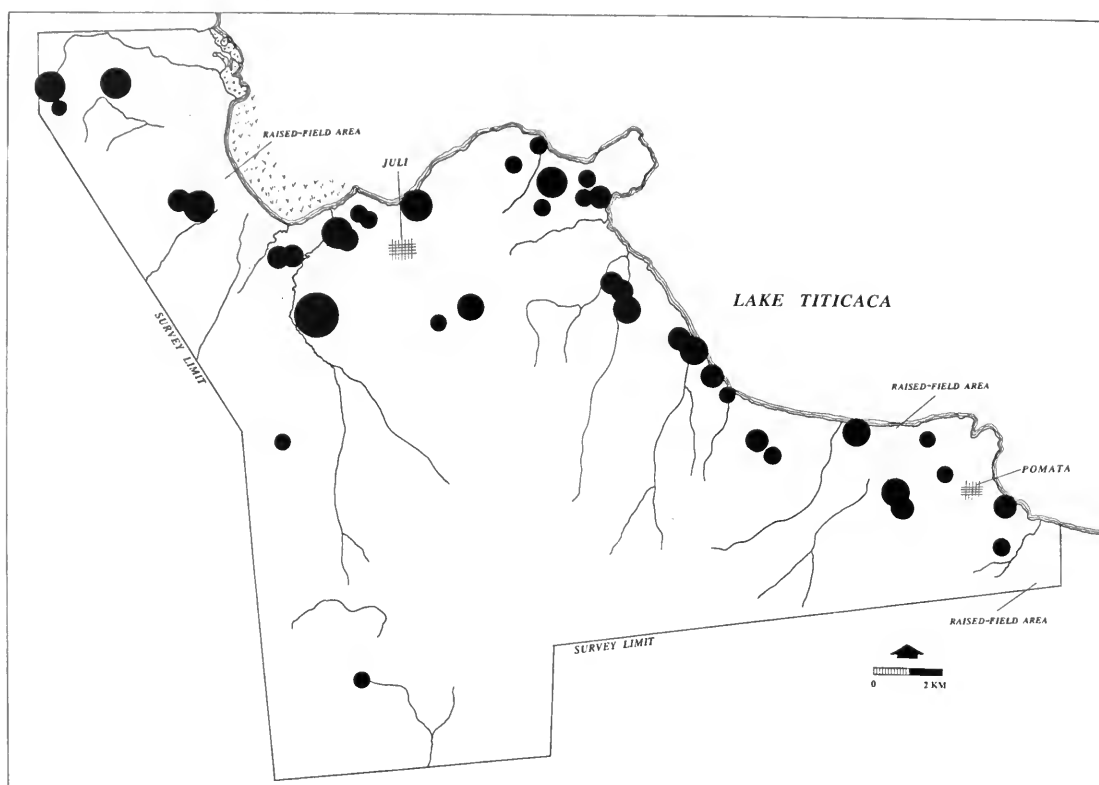 RAISED-FIELD AREA
JULI
LAKE TITICACA
SURVEY LIMIT
RAISED-FIELD AREA
POMATA
RAISED-FIELD AREA
SURVEY LIMIT
0 2 KM